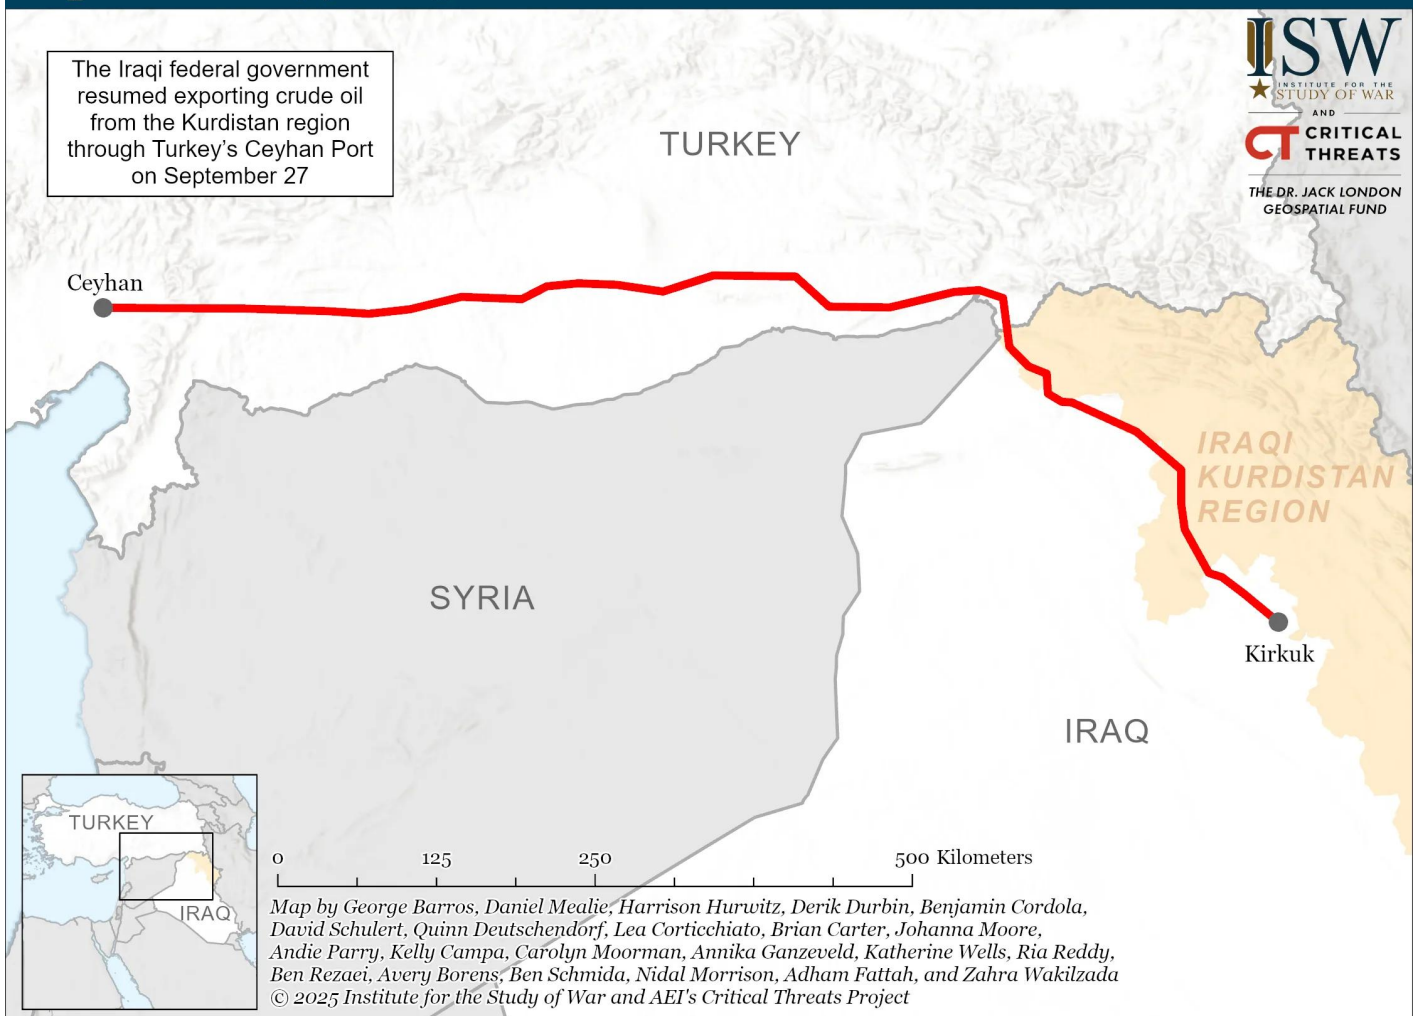 The Iraqi federal government
resumed exporting crude oil
from the Kurdistan region
through Turkey's Ceyhan Port
on September 27
ISW
INSTITUTE FOR THE
STUDY OF WAR
AND
CT CRITICAL
THREATS
THE DR. JACK LONDON
GEOSPATIAL FUND
TURKEY
Ceyhan
IRAQI
KURDISTAN
REGION
SYRIA
Kirkuk
IRAQ
TURKEY
IRAQ
0 125 250 500 Kilometers
Map by George Barros, Daniel Mealie, Harrison Hurwitz, Derik Durbin, Benjamin Cordola,
David Schulert, Quinn Deutschendorf, Lea Corticchiato, Brian Carter, Johanna Moore,
Andie Parry, Kelly Campa, Carolyn Moorman, Annika Ganzeveld, Katherine Wells, Ria Reddy,
Ben Rezaei, Avery Borens, Ben Schmida, Nidal Morrison, Adham Fattah, and Zahra Wakilzada
© 2025 Institute for the Study of War and AEI's Critical Threats Project